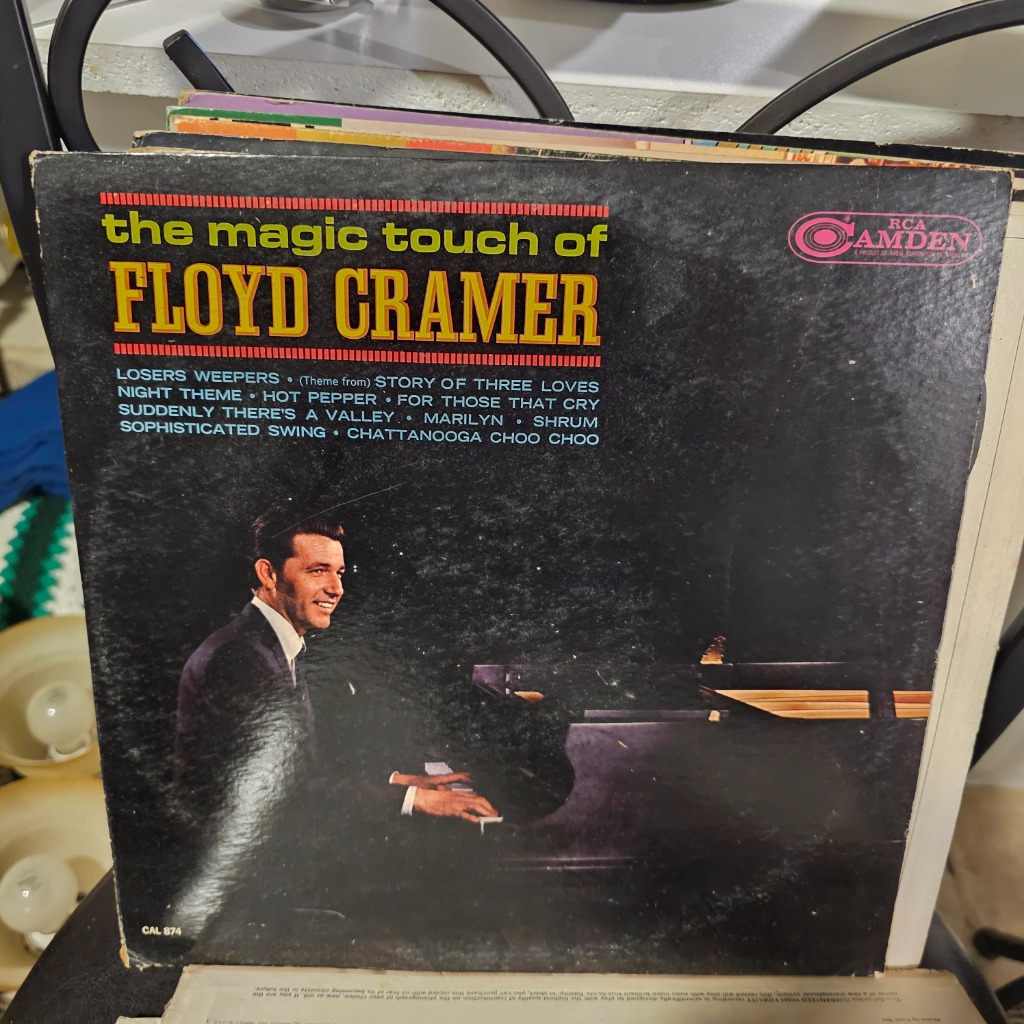 the magic touch of
FLOYD CRAMER
RCA
CAMDEN
LOSERS WEEPERS • (Theme from) STORY OF THREE LOVES
NIGHT THEME • HOT PEPPER • FOR THOSE THAT CRY
SUDDENLY THERE'S A VALLEY • MARILYN • SHRUM
SOPHISTICATED SWING • CHATTANOOGA CHOO CHOO
CAL 874